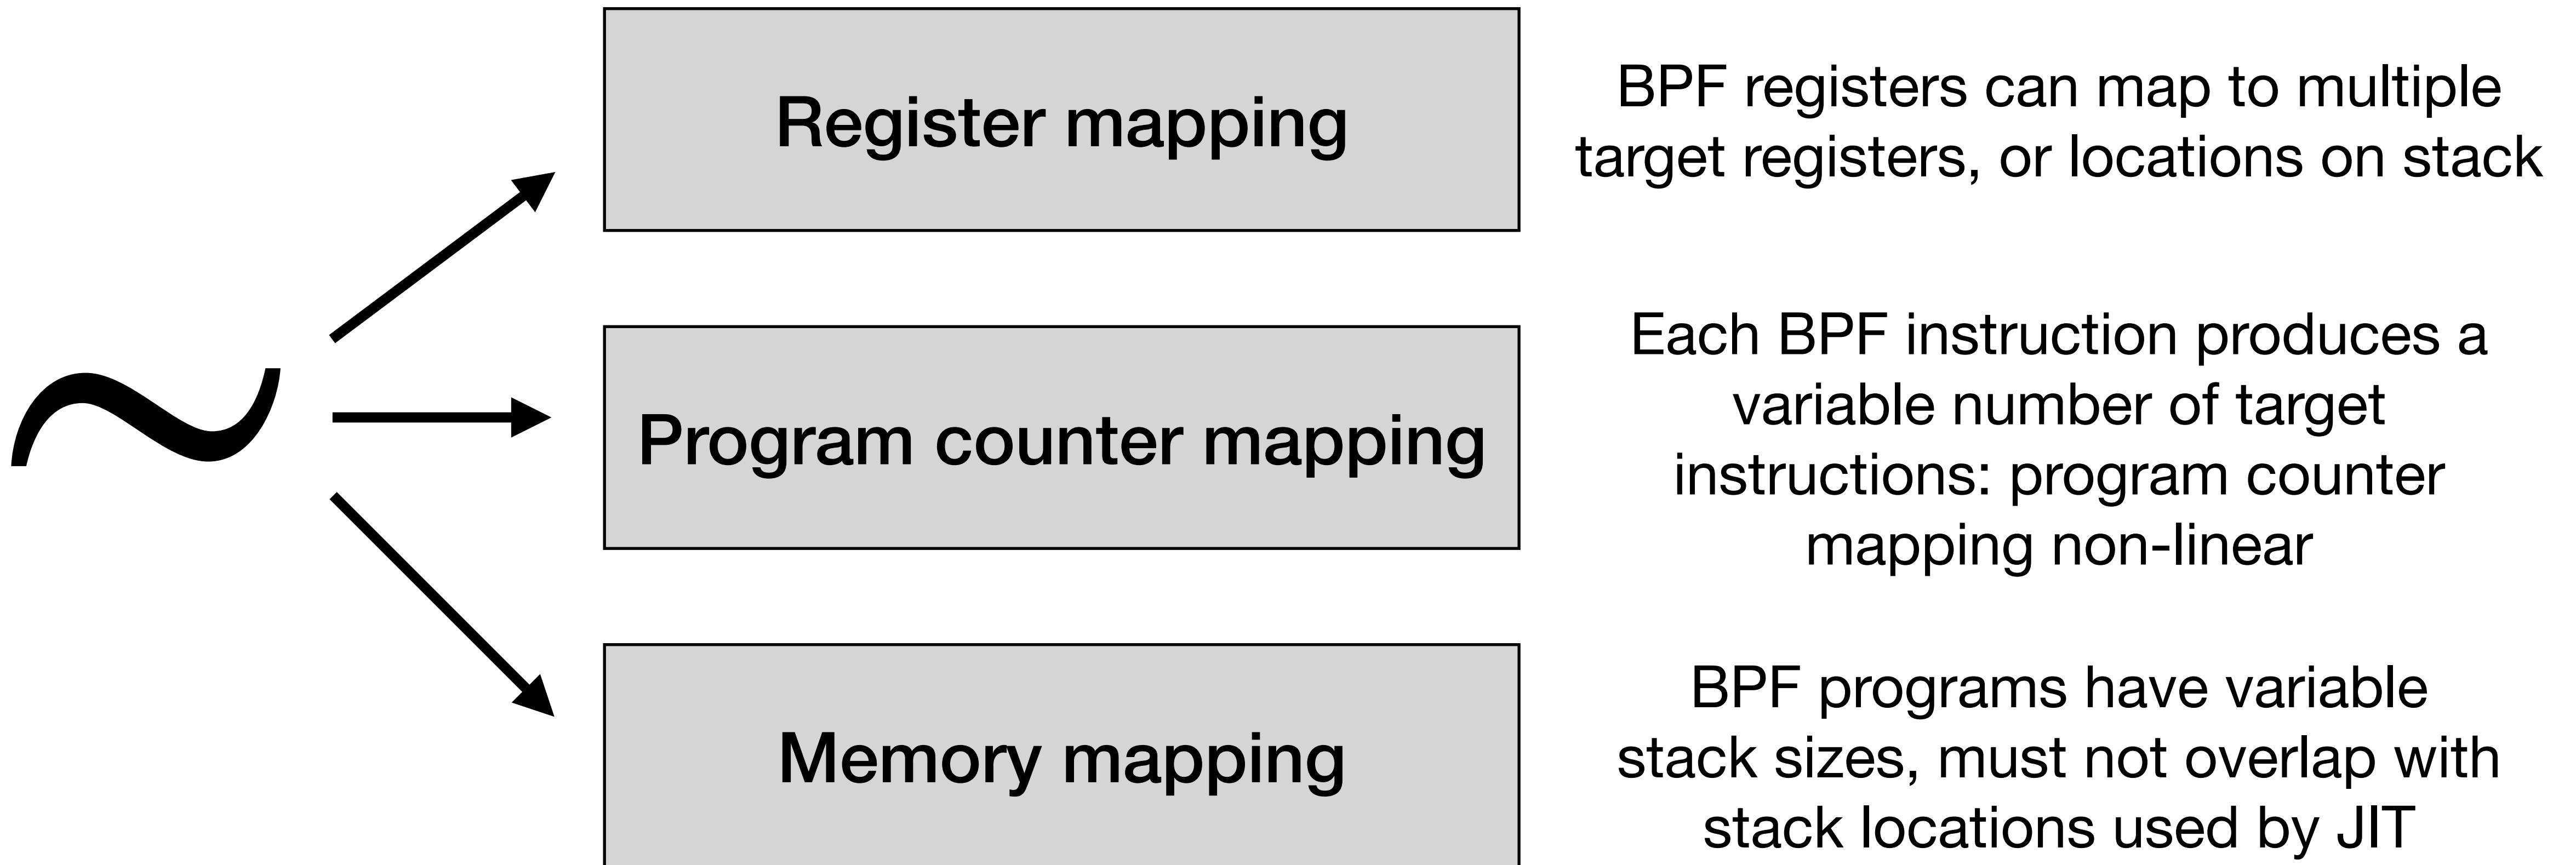 Register mapping
BPF registers can map to multiple
target registers, or locations on stack
~
Program counter mapping
Each BPF instruction produces a
variable number of target
instructions: program counter
mapping non-linear
Memory mapping
BPF programs have variable
stack sizes, must not overlap with
stack locations used by JIT